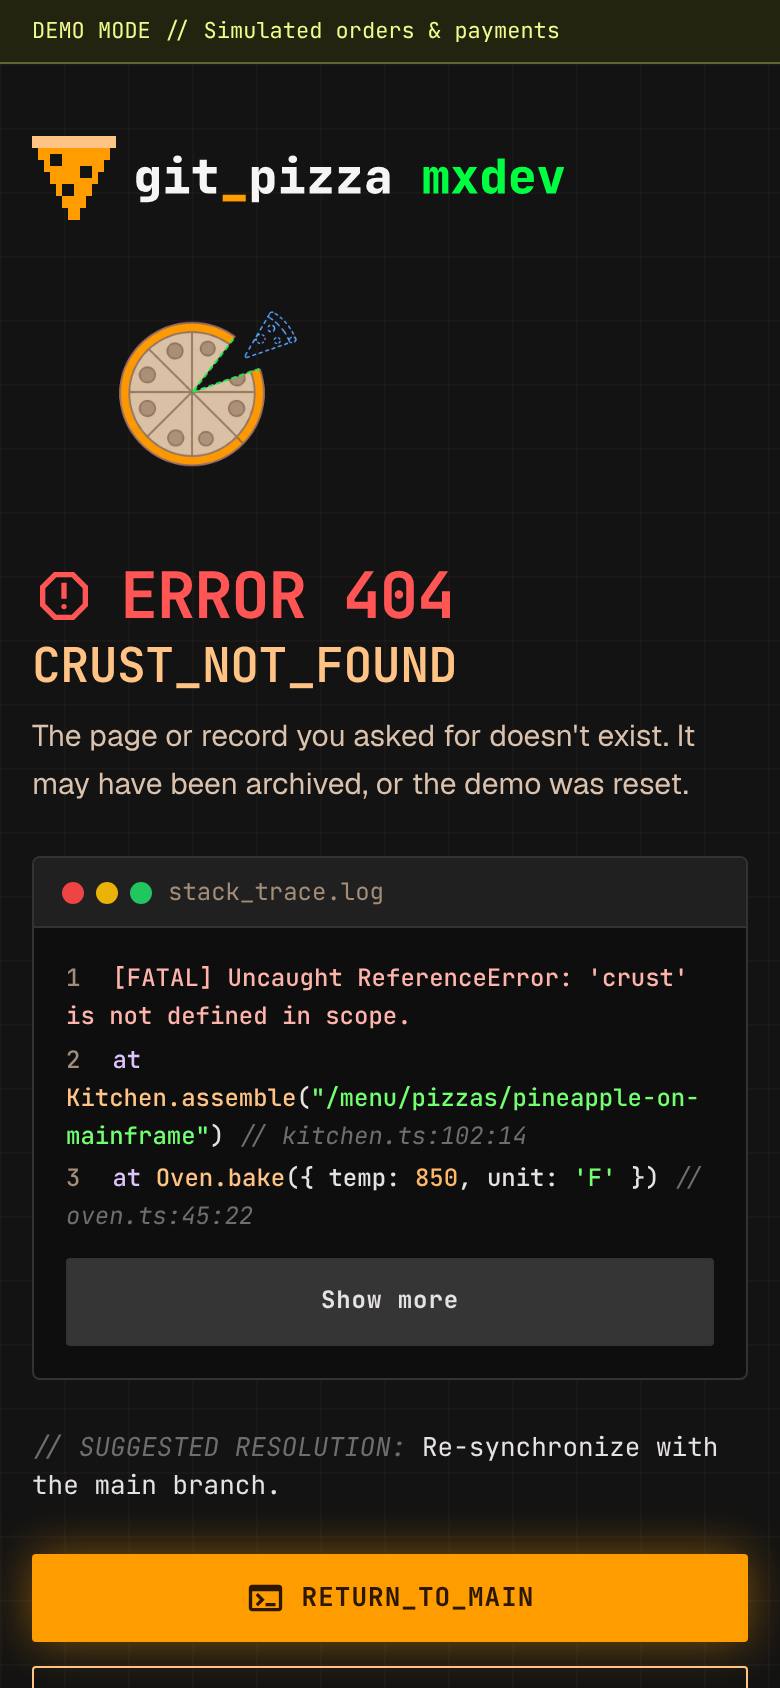 DEMO MODE // Simulated orders & payments
git_pizza mxdev
ERROR 404
CRUST_NOT_FOUND
The page or record you asked for doesn't exist. It
may have been archived, or the demo was reset.
stack_trace.log
1 [FATAL] Uncaught ReferenceError: 'crust'
is not defined in scope.
2 at
Kitchen.assemble("/menu/pizzas/pineapple-on-
mainframe") // kitchen.ts:102:14
3 at Oven.bake({ temp: 850, unit: 'F' }) //
oven.ts:45:22
Show more
// SUGGESTED RESOLUTION: Re-synchronize with
the main branch.
RETURN_TO_MAIN